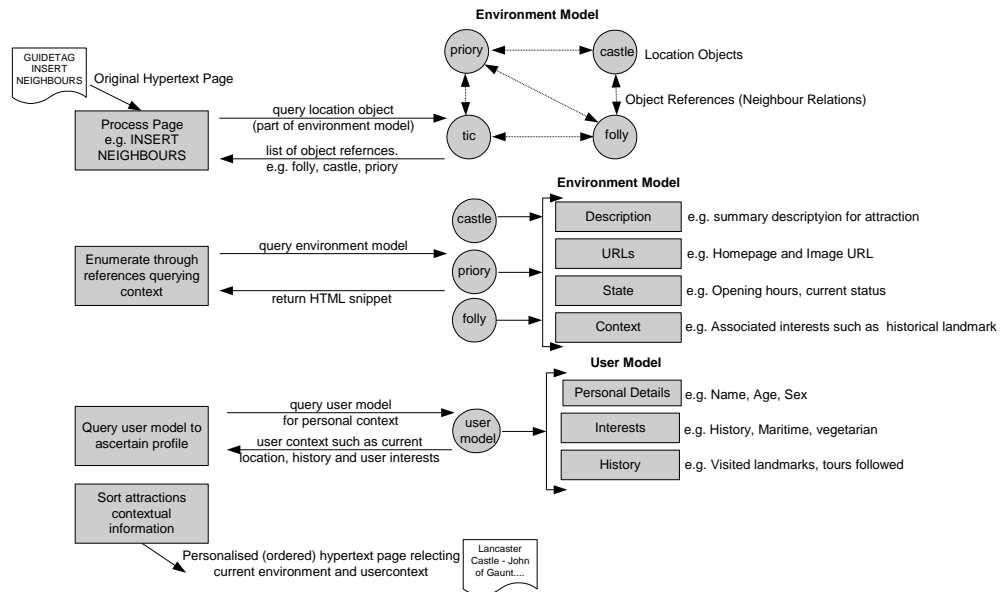 Environment Model
GUIDETAG
INSERT
NEIGHBOURS
Original Hypertext Page
priory
castle
Location Objects
Process Page
e.g. INSERT
NEIGHBOURS
query location object
(part of environment model)
list of object refernces.
e.g. folly, castle, priory
tic
folly
Object References (Neighbour Relations)
Environment Model
Enumerate through
references querying
context
query environment model
return HTML snippet
castle
priory
folly
Description
e.g. summary descriptyion for attraction
URLs
e.g. Homepage and Image URL
State
e.g. Opening hours, current status
Context
e.g. Associated interests such as historical landmark
User Model
Query user model to
ascertain profile
query user model
for personal context
user context such as current
location, history and user interests
user
model
Personal Details
e.g. Name, Age, Sex
Interests
e.g. History, Maritime, vegetarian
History
e.g. Visited landmarks, tours followed
Sort attractions
contextual
information
Personalised (ordered) hypertext page relecting
current environment and usercontext
Lancaster
Castle - John
of Gaunt....